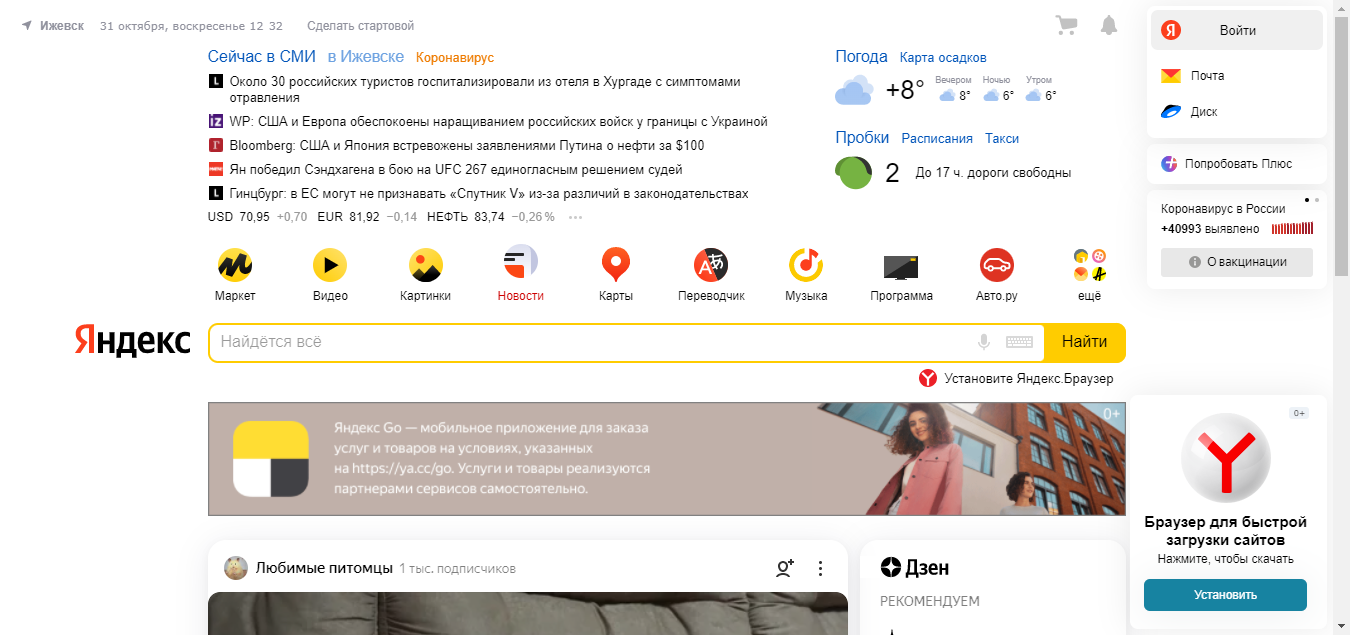 Ижевск 31 октября, воскресенье 12 32 Сделать стартовой
Сейчас в СМИ в Ижевске Коронавирус
Около 30 российских туристов госпитализировали из отеля в Хургаде с симптомами
отравления
WP: США и Европа обеспокоены наращиванием российских войск у границы с Украиной
Bloomberg: США и Япония встревожены заявлениями Путина о нефти за $100
Ян победил Сэндхагена в бою на UFC 267 единогласным решением судей
Гинцбург: в ЕС могут не признавать «Спутник V» из-за различий в законодательствах
USD 70,95 +0,70 EUR 81,92 −0,14 НЕФТЬ 83,74 −0,26 % ···
Погода Карта осадков
+8° Вечером 8° Ночью 6° Утром 6°
Пробки Расписания Такси
2 До 17 ч. дороги свободны
Я Войти
Почта
Диск
Попробовать Плюс
Коронавирус в России
+40993 выявлено
О вакцинации
Маркет Видео Картинки Новости Карты Переводчик Музыка Программа Авто.ру ещё
Яндекс Найдётся всё Найти
Установите Яндекс.Браузер
Яндекс Go — мобильное приложение для заказа
услуг и товаров на условиях, указанных
на https://ya.cc/go. Услуги и товары реализуются
партнерами сервисов самостоятельно.
0+
0+
Браузер для быстрой
загрузки сайтов
Нажмите, чтобы скачать
Установить
Любимые питомцы 1 тыс. подписчиков
Дзен
РЕКОМЕНДУЕМ